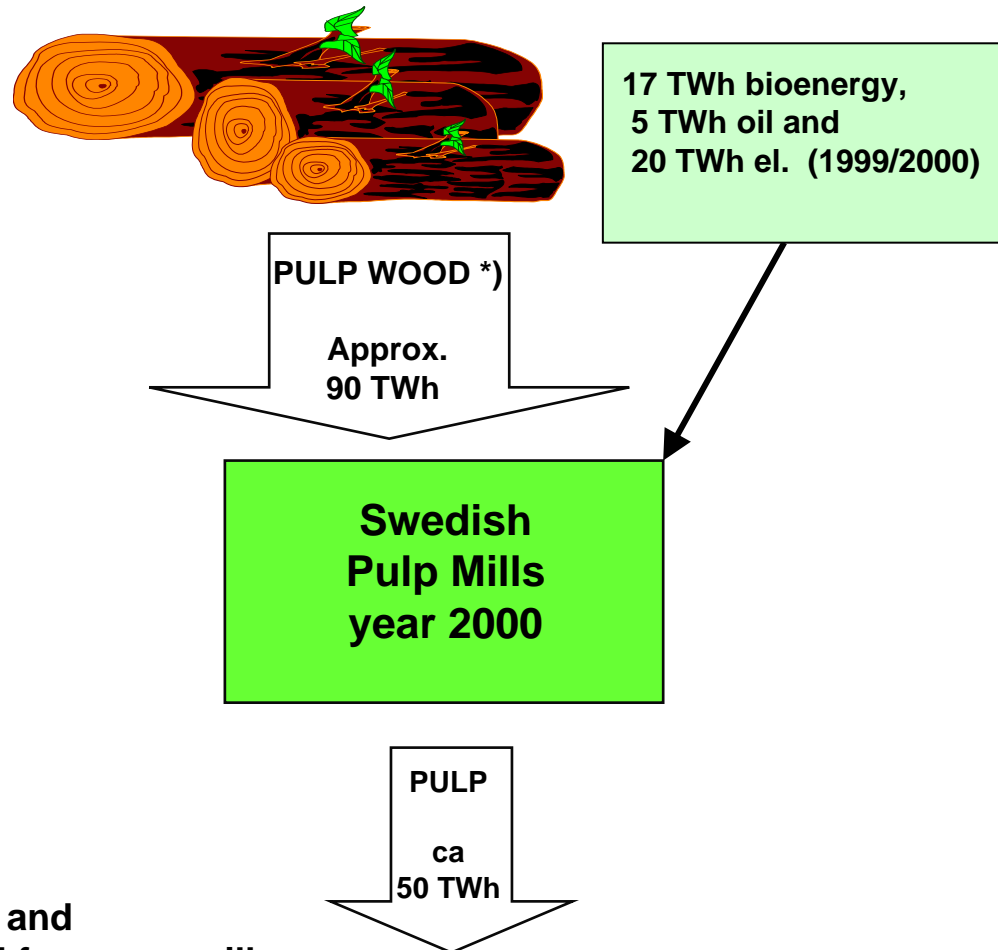 17 TWh bioenergy,
5 TWh oil and
20 TWh el. (1999/2000)
PULP WOOD *)
Approx.
90 TWh
Swedish
Pulp Mills
year 2000
PULP
ca
50 TWh
and